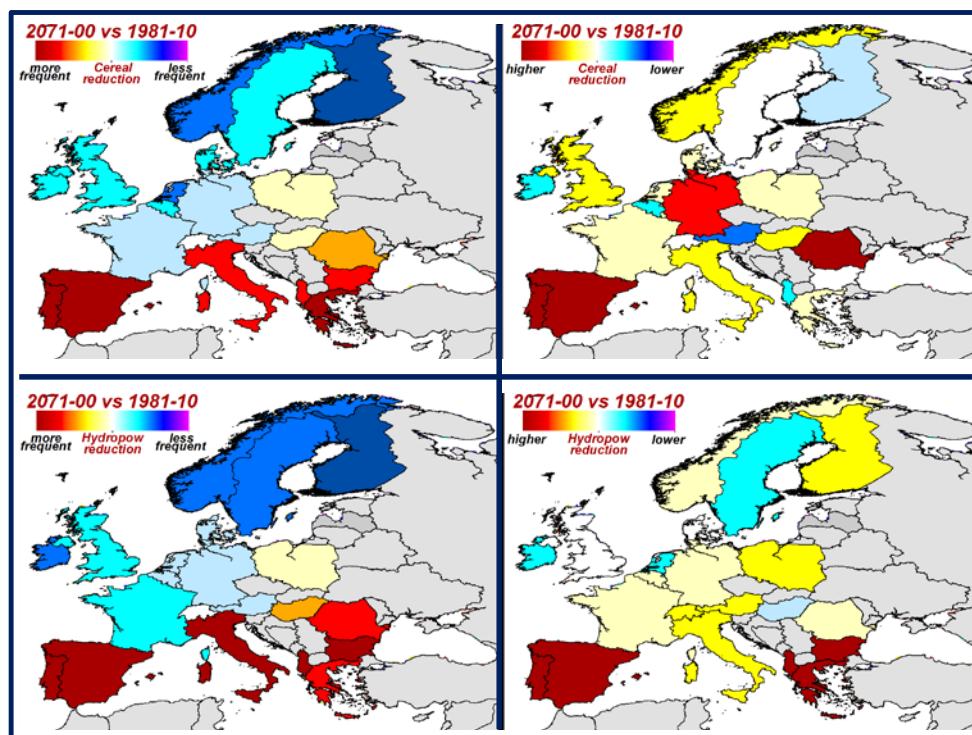 2071-00 vs 1981-10
more frequent Cereal reduction less frequent
2071-00 vs 1981-10
higher Cereal reduction lower
2071-00 vs 1981-10
more frequent Hydropow reduction less frequent
2071-00 vs 1981-10
higher Hydropow reduction lower